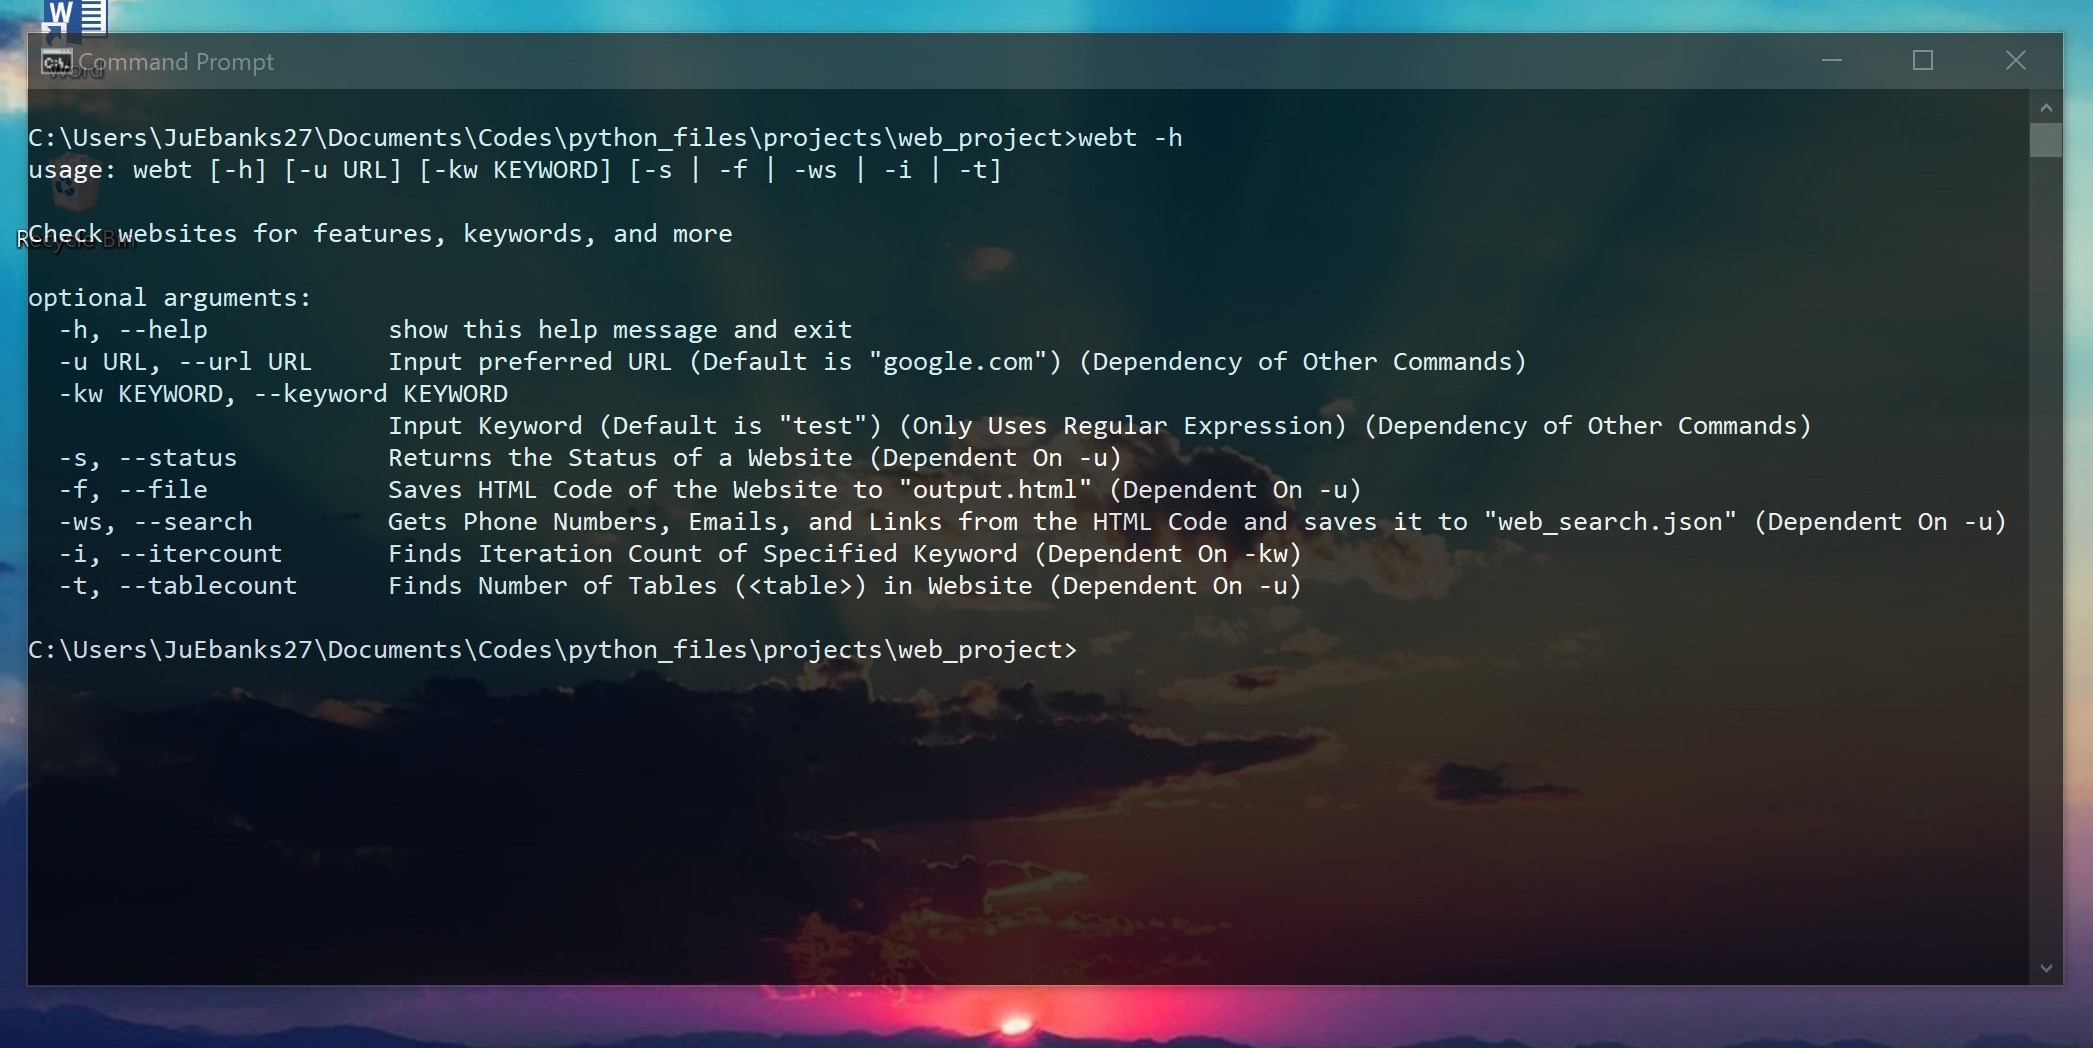 Word
Command Prompt
C:\Users\JuEbanks27\Documents\Codes\python_files\projects\web_project>webt -h
usage: webt [-h] [-u URL] [-kw KEYWORD] [-s | -f | -ws | -i | -t]
Recycle Bin
Check websites for features, keywords, and more
optional arguments:
-h, --help show this help message and exit
-u URL, --url URL Input preferred URL (Default is "google.com") (Dependency of Other Commands)
-kw KEYWORD, --keyword KEYWORD
Input Keyword (Default is "test") (Only Uses Regular Expression) (Dependency of Other Commands)
-s, --status Returns the Status of a Website (Dependent On -u)
-f, --file Saves HTML Code of the Website to "output.html" (Dependent On -u)
-ws, --search Gets Phone Numbers, Emails, and Links from the HTML Code and saves it to "web_search.json" (Dependent On -u)
-i, --itercount Finds Iteration Count of Specified Keyword (Dependent On -kw)
-t, --tablecount Finds Number of Tables (<table>) in Website (Dependent On -u)
C:\Users\JuEbanks27\Documents\Codes\python_files\projects\web_project>